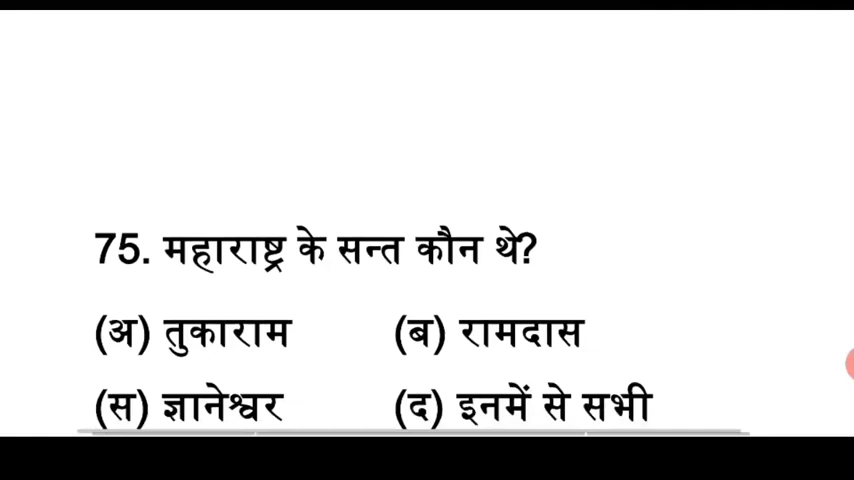 75. महाराष्ट्र के सन्त कौन थे?
(अ) तुकाराम (ब) रामदास
(स) ज्ञानेश्वर (द) इनमें से सभी